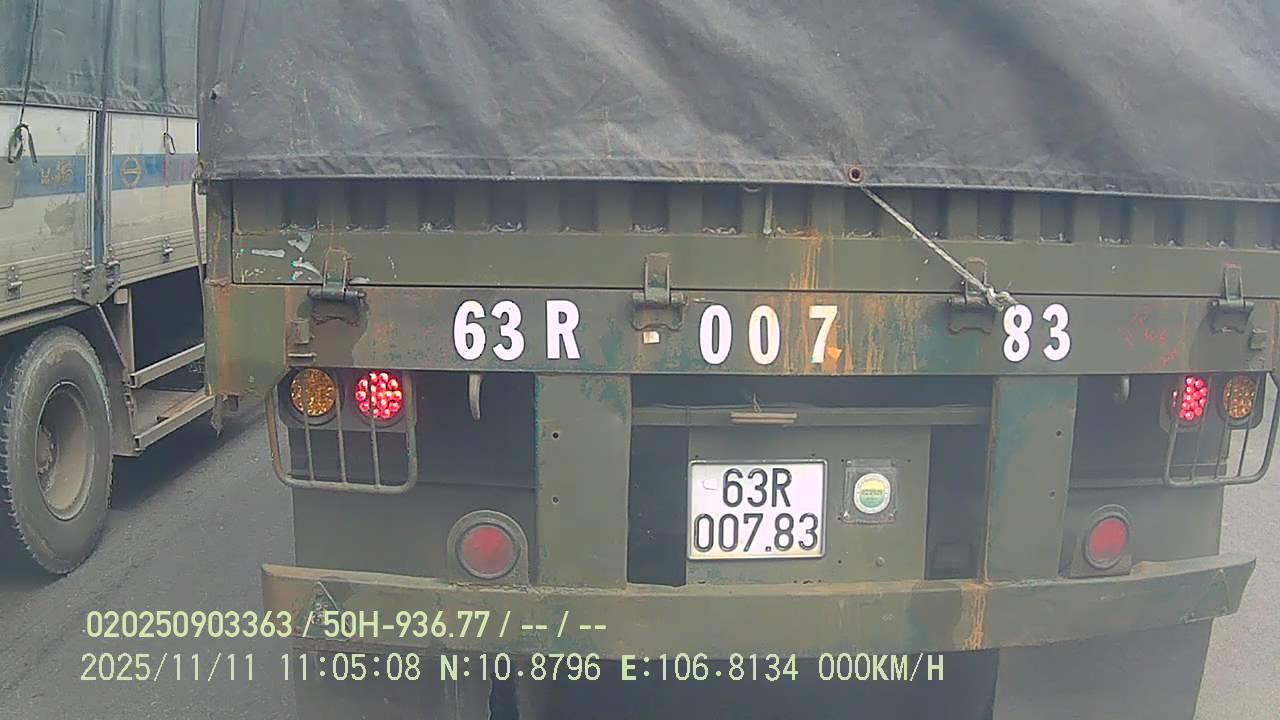 63R 007 83
63R
007.83
020250903363 / 50H-936.77 / -- / --
2025/11/11 11:05:08 N:10.8796 E:106.8134 000KM/H